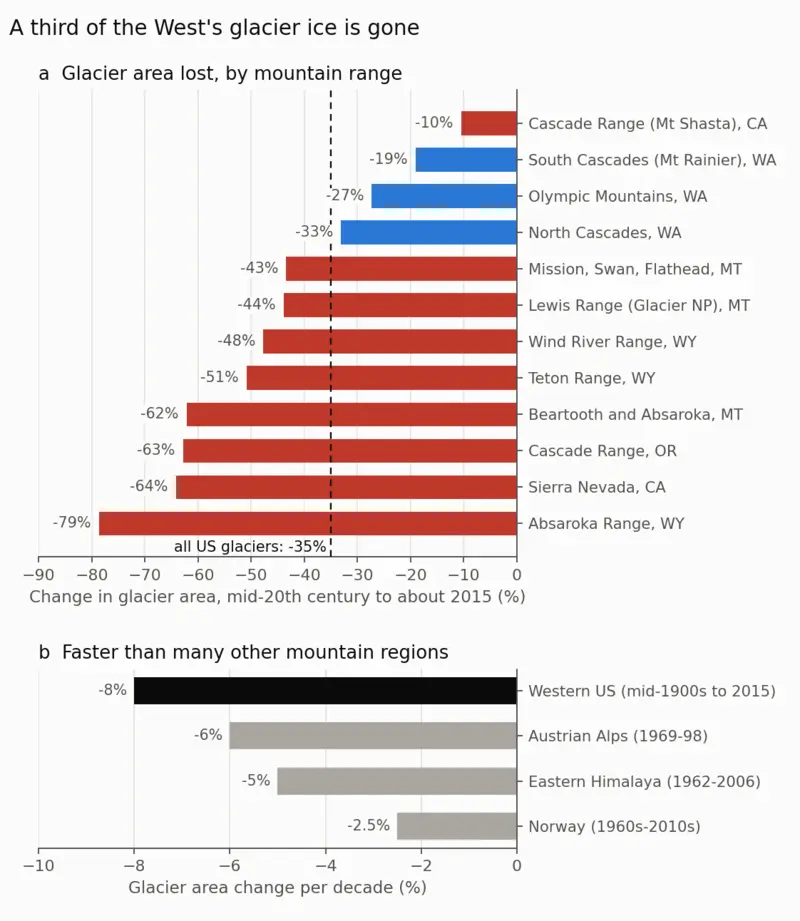 A third of the West's glacier ice is gone
a  Glacier area lost, by mountain range
-10% Cascade Range (Mt Shasta), CA
-19% South Cascades (Mt Rainier), WA
-27% Olympic Mountains, WA
-33% North Cascades, WA
-43% Mission, Swan, Flathead, MT
-44% Lewis Range (Glacier NP), MT
-48% Wind River Range, WY
-51% Teton Range, WY
-62% Beartooth and Absaroka, MT
-63% Cascade Range, OR
-64% Sierra Nevada, CA
-79% Absaroka Range, WY
all US glaciers: -35%
−90 −80 −70 −60 −50 −40 −30 −20 −10 0
Change in glacier area, mid-20th century to about 2015 (%)
b  Faster than many other mountain regions
-8% Western US (mid-1900s to 2015)
-6% Austrian Alps (1969-98)
-5% Eastern Himalaya (1962-2006)
-2.5% Norway (1960s-2010s)
−10 −8 −6 −4 −2 0
Glacier area change per decade (%)